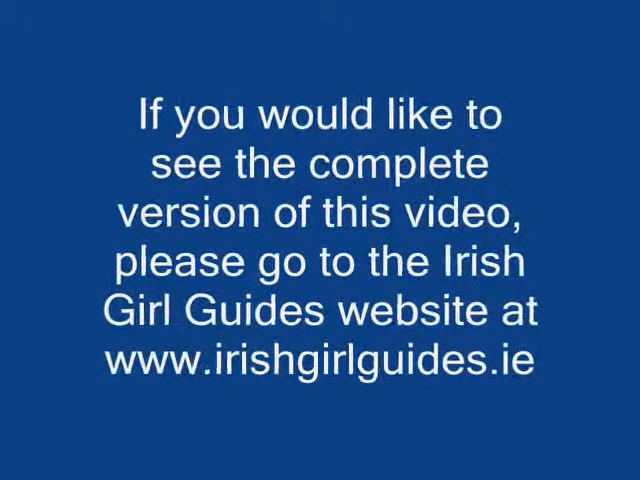 If you would like to
see the complete
version of this video,
please go to the Irish
Girl Guides website at
www.irishgirlguides.ie